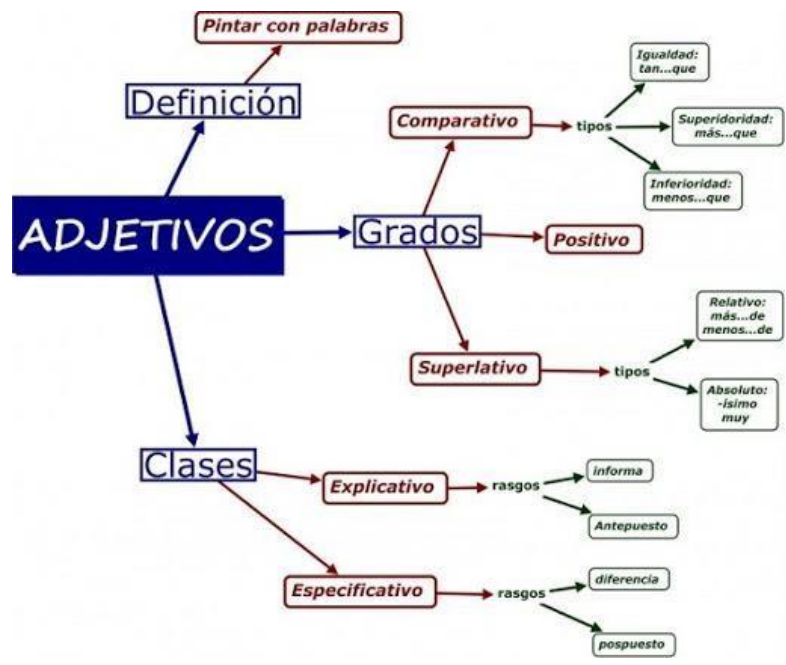 Pintar con palabras
Definición
ADJETIVOS
Grados
Comparativo
tipos
Igualdad:
tan...que
Superidoridad:
más...que
Inferioridad:
menos...que
Positivo
Superlativo
tipos
Relativo:
más...de
menos...de
Absoluto:
-ísimo
muy
Clases
Explicativo
rasgos
informa
Antepuesto
Especificativo
rasgos
diferencia
pospuesto